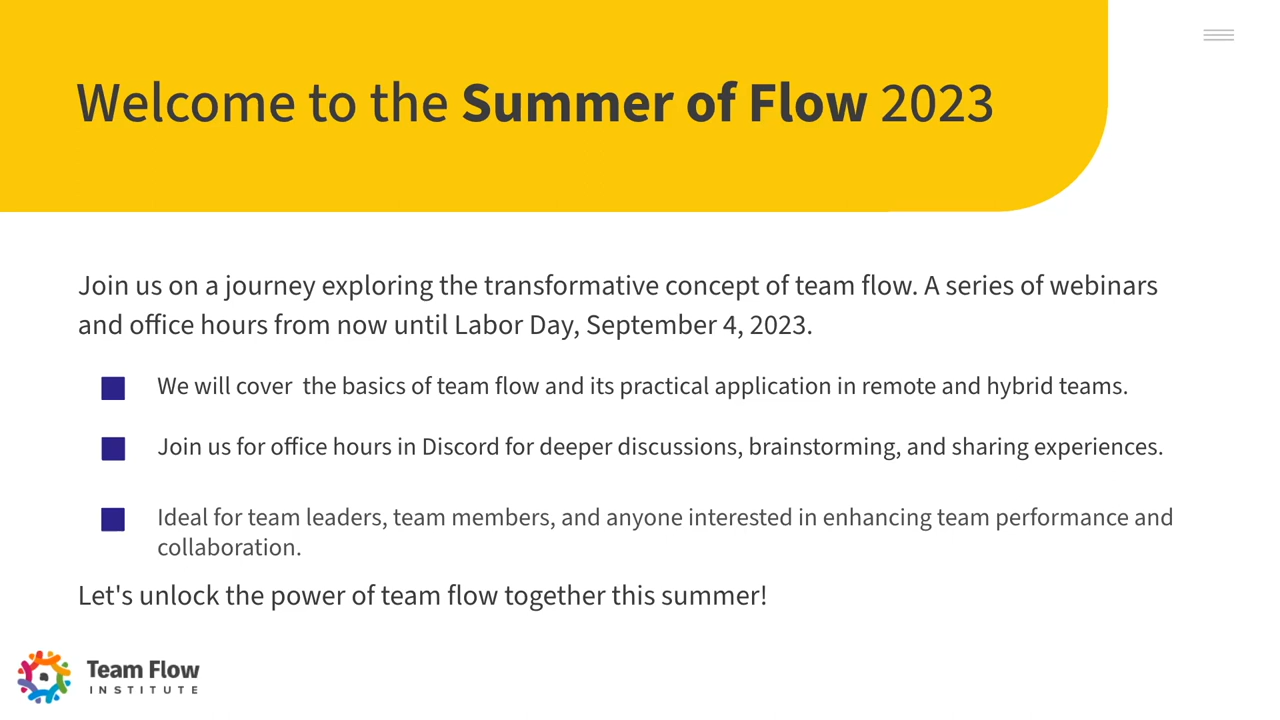 Welcome to the Summer of Flow 2023
Join us on a journey exploring the transformative concept of team flow. A series of webinars
and office hours from now until Labor Day, September 4, 2023.
We will cover  the basics of team flow and its practical application in remote and hybrid teams.
Join us for office hours in Discord for deeper discussions, brainstorming, and sharing experiences.
Ideal for team leaders, team members, and anyone interested in enhancing team performance and
collaboration.
Let's unlock the power of team flow together this summer!
Team Flow
INSTITUTE